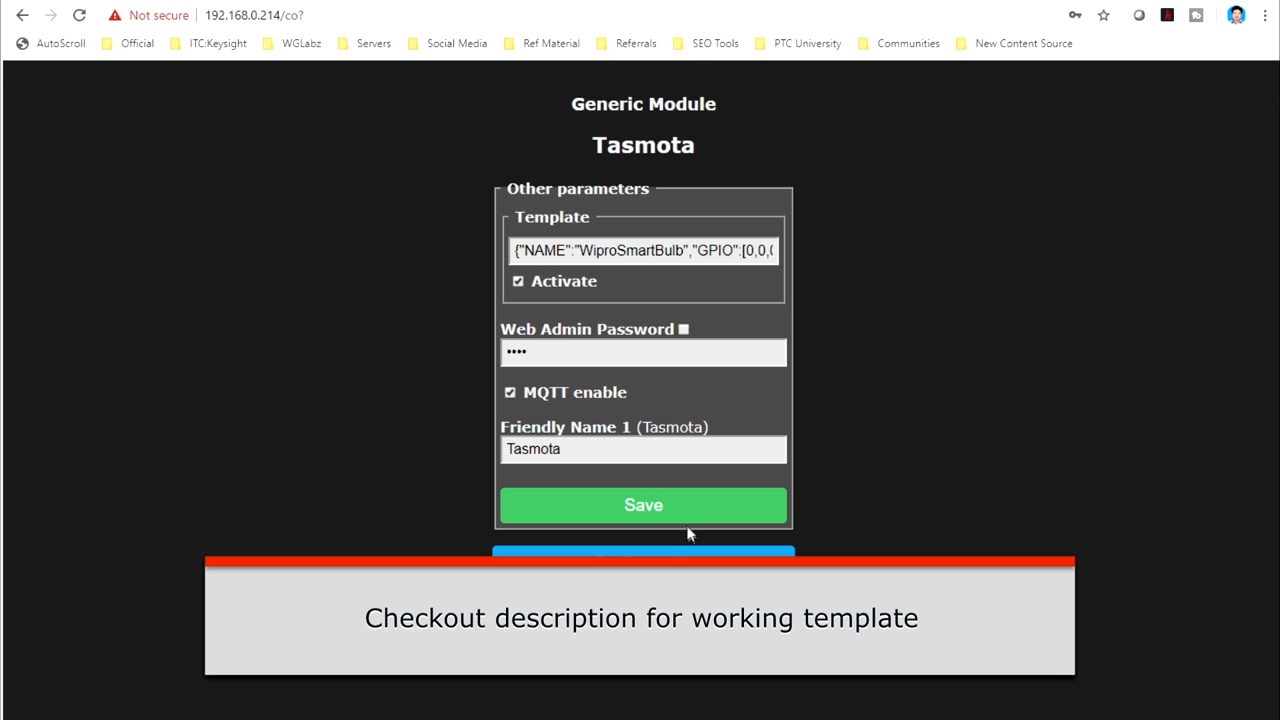 Not secure 192.168.0.214/co?
AutoScroll Official ITC:Keysight WGLabz Servers Social Media Ref Material Referrals SEO Tools PTC University Communities New Content Source
Generic Module
Tasmota
Other parameters
Template
{"NAME":"WiproSmartBulb","GPIO":[0,0,0
Activate
Web Admin Password
••••
MQTT enable
Friendly Name 1 (Tasmota)
Tasmota
Save
Checkout description for working template